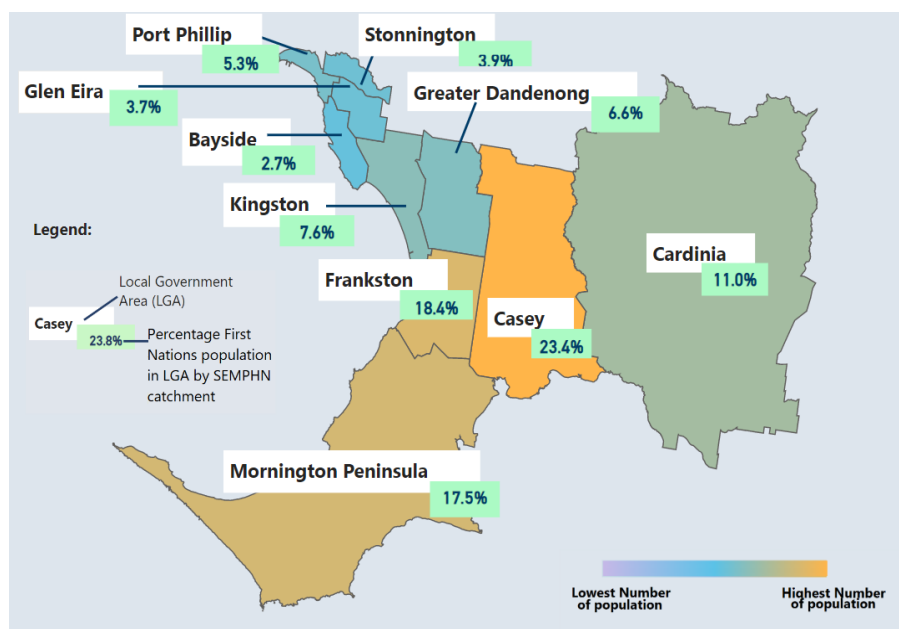 Port Phillip
5.3%
Stonnington
3.9%
Glen Eira
3.7%
Greater Dandenong
6.6%
Bayside
2.7%
Kingston
7.6%
Legend:
Local Government
Area (LGA)
Casey
23.8%
Percentage First
Nations population
in LGA by SEMPHN
catchment
Frankston
18.4%
Casey
23.4%
Cardinia
11.0%
Mornington Peninsula
17.5%
Lowest Number
of population
Highest Number
of population